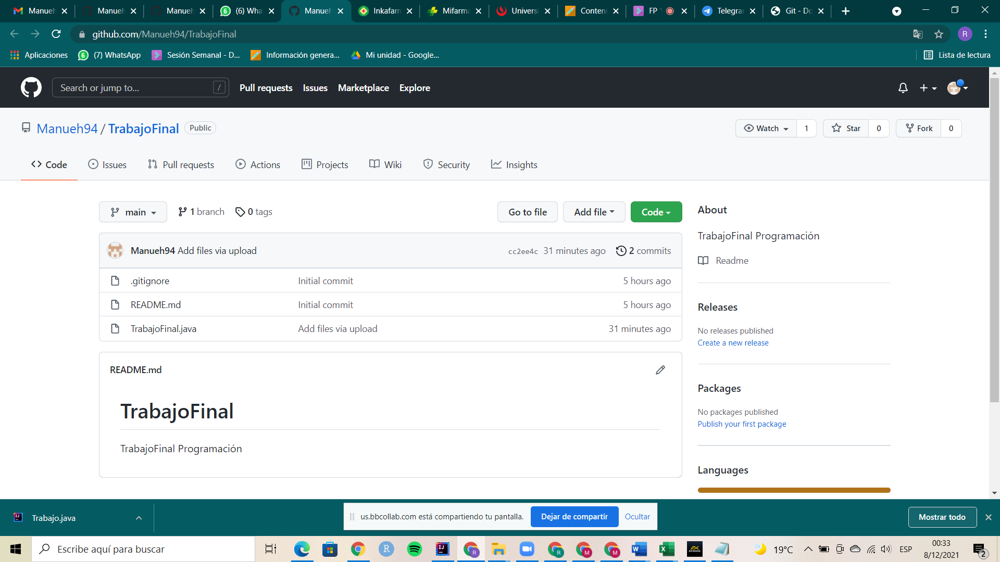 Manueh
Manueh
Manueh
(6) Wha
Manueh
Inkafarm
Mifarma
Universi
Conteni
FP 1
Telegra
Git - Do
github.com/Manueh94/TrabajoFinal
R
Aplicaciones
(7) WhatsApp
Sesión Semanal - D...
Información genera...
Mi unidad - Google...
Lista de lectura
Search or jump to...
/
Pull requests
Issues
Marketplace
Explore
Manueh94 / TrabajoFinal
Public
Watch
1
Star
0
Fork
0
Code
Issues
Pull requests
Actions
Projects
Wiki
Security
Insights
main
1 branch
0 tags
Go to file
Add file
Code
Manueh94 Add files via upload
cc2ee4c
31 minutes ago
2 commits
.gitignore
Initial commit
5 hours ago
README.md
Initial commit
5 hours ago
TrabajoFinal.java
Add files via upload
31 minutes ago
README.md
TrabajoFinal
TrabajoFinal Programación
About
TrabajoFinal Programación
Readme
Releases
No releases published
Create a new release
Packages
No packages published
Publish your first package
Languages
Trabajo.java
us.bbcollab.com está compartiendo tu pantalla.
Dejar de compartir
Ocultar
Mostrar todo
Escribe aquí para buscar
19°C
ESP
00:33
8/12/2021
2